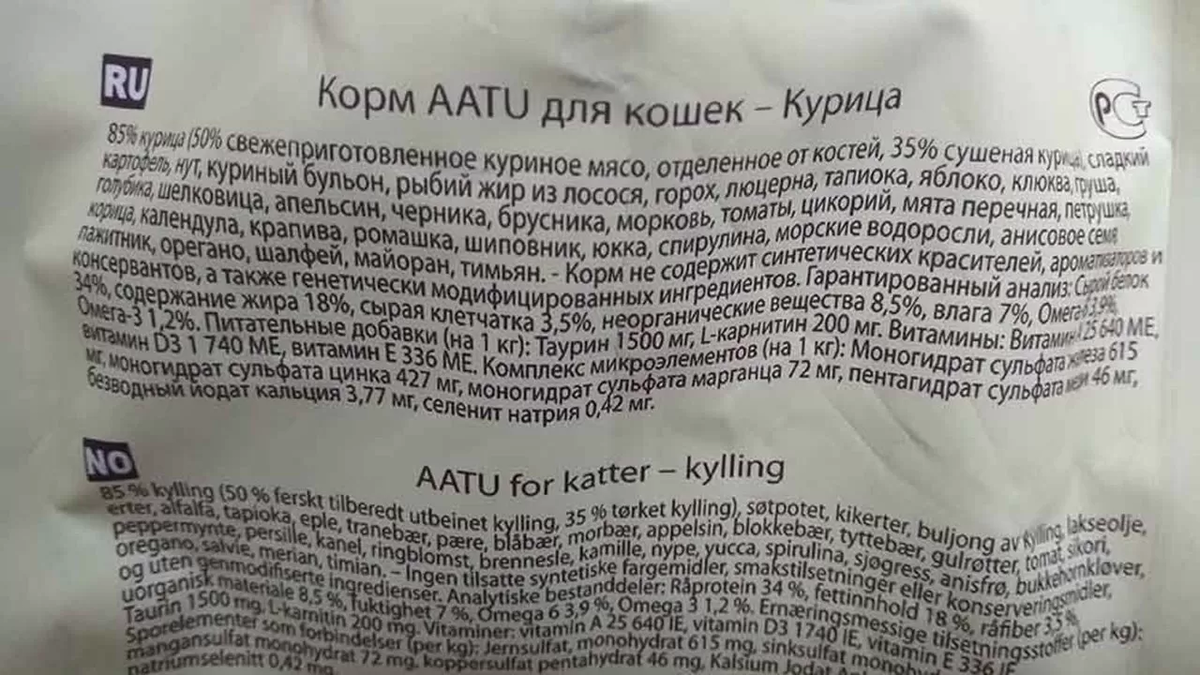 RU
Корм AATU для кошек – Курица
РСТ
85% курица (50% свежеприготовленное куриное мясо, отделенное от костей, 35% сушеная курица), сладкий
картофель, нут, куриный бульон, рыбий жир из лосося, горох, люцерна, тапиока, яблоко, клюква, груша,
голубика, шелковица, апельсин, черника, брусника, морковь, томаты, цикорий, мята перечная, петрушка,
корица, календула, крапива, ромашка, шиповник, юкка, спирулина, морские водоросли, анисовое семя
пажитник, орегано, шалфей, майоран, тимьян. - Корм не содержит синтетических красителей, ароматизаторов и
консервантов, а также генетически модифицированных ингредиентов. Гарантированный анализ: Сырой белок
34%, содержание жира 18%, сырая клетчатка 3,5%, неорганические вещества 8,5%, влага 7%, Омега-6 3,9%,
Омега-3 1,2%. Питательные добавки (на 1 кг): Таурин 1500 мг, L-карнитин 200 мг. Витамины: Витамин А 25 640 МЕ,
витамин D3 1 740 МЕ, витамин Е 336 МЕ. Комплекс микроэлементов (на 1 кг): Моногидрат сульфата железа 615
мг, моногидрат сульфата цинка 427 мг, моногидрат сульфата марганца 72 мг, пентагидрат сульфата меди 46 мг,
безводный йодат кальция 3,77 мг, селенит натрия 0,42 мг.
NO
AATU for katter – kylling
85 % kylling (50 % ferskt tilberedt utbeinet kylling, 35 % tørket kylling), søtpotet, kikerter, buljong av kylling, lakseolje,
erter, alfalfa, tapioka, eple, tranebær, pære, blåbær, morbær, appelsin, blokkebær, tyttebær, gulrøtter, tomat, sikori,
peppermynte, persille, kanel, ringblomst, brennesle, kamille, nype, yucca, spirulina, sjøgress, anisfrø, bukkehornkløver,
oregano, salvie, merian, timian. – Ingen tilsatte syntetiske fargemidler, smakstilsetninger eller konserveringsmidler,
og uten genmodifiserte ingredienser. Analytiske bestanddeler: Råprotein 34 %, fettinnhold 18 %, råfiber 3,5 %
uorganisk materiale 8,5 %, fuktighet 7 %, Omega 6 3,9 %, Omega 3 1,2 %. Ernæringsmessige tilsetningsstoffer (per kg):
Taurin 1500 mg, L-karnitin 200 mg. Vitaminer: vitamin A 25 640 IE, vitamin D3 1740 IE, vitamin E 336 IE
Sporelementer som forbindelser (per kg): Jernsulfat, monohydrat 615 mg, sinksulfat
mangansulfat monohydrat 72 mg, koppersulfat pentahydrat 46 mg, Kalsium Jodat
natriumselenitt 0,42 mg.